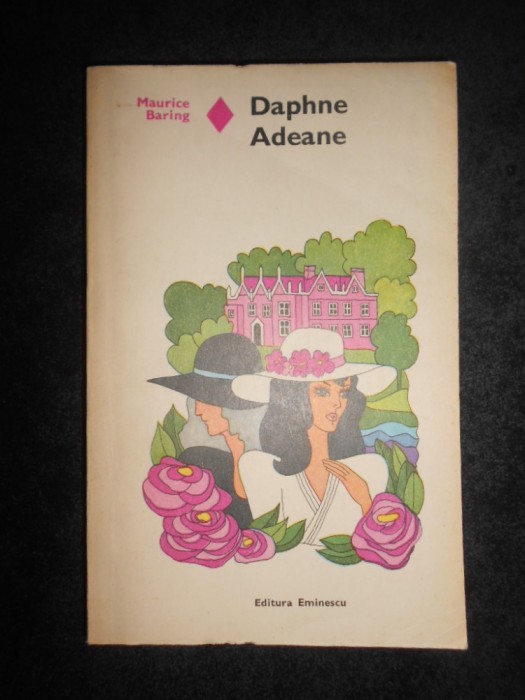 Maurice
Baring
Daphne
Adeane
Editura Eminescu